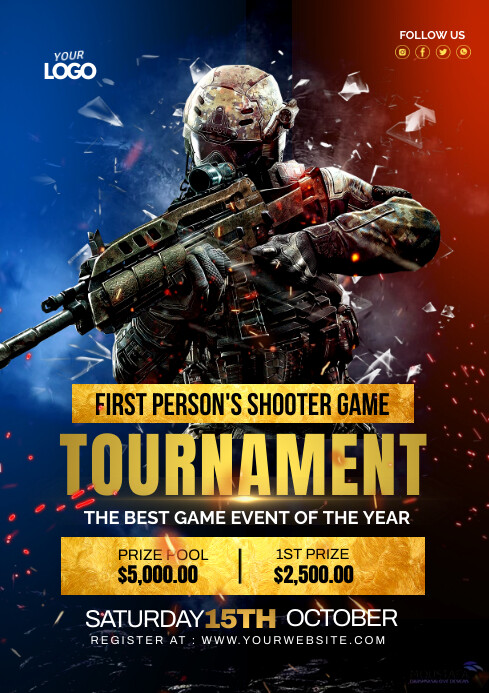 YOUR
LOGO
FOLLOW US
FIRST PERSON'S SHOOTER GAME
TOURNAMENT
THE BEST GAME EVENT OF THE YEAR
PRIZE POOL
$5,000.00
1ST PRIZE
$2,500.00
SATURDAY 15TH OCTOBER
REGISTER AT : WWW.YOURWEBSITE.COM